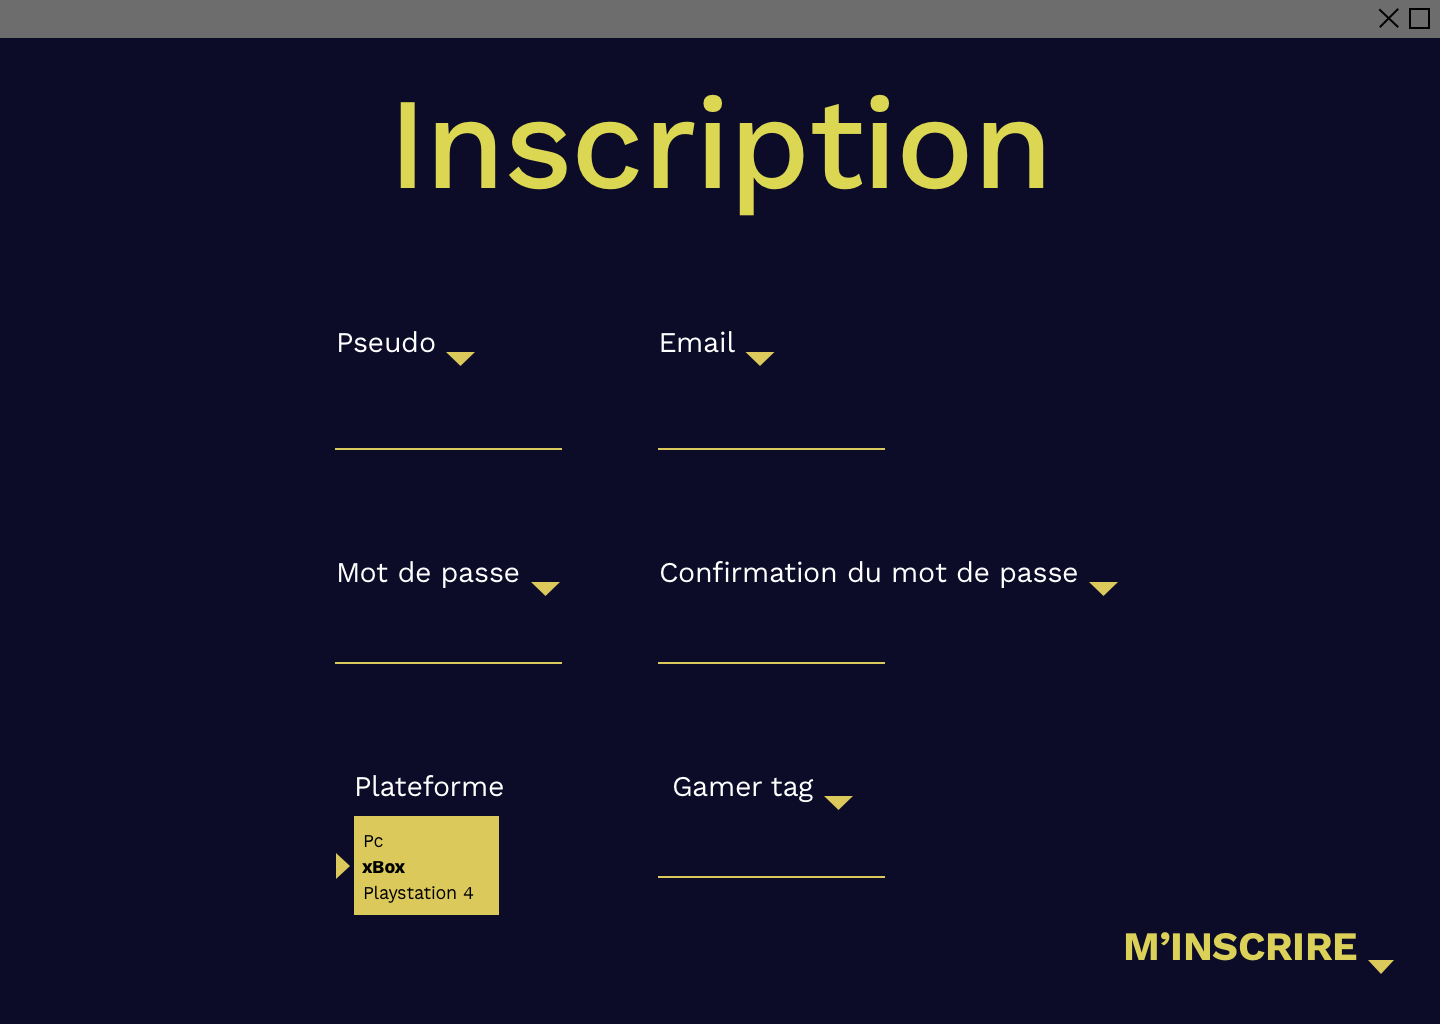 Inscription
Pseudo
Email
Mot de passe
Confirmation du mot de passe
Plateforme
Gamer tag
Pc
xBox
Playstation 4
M’INSCRIRE